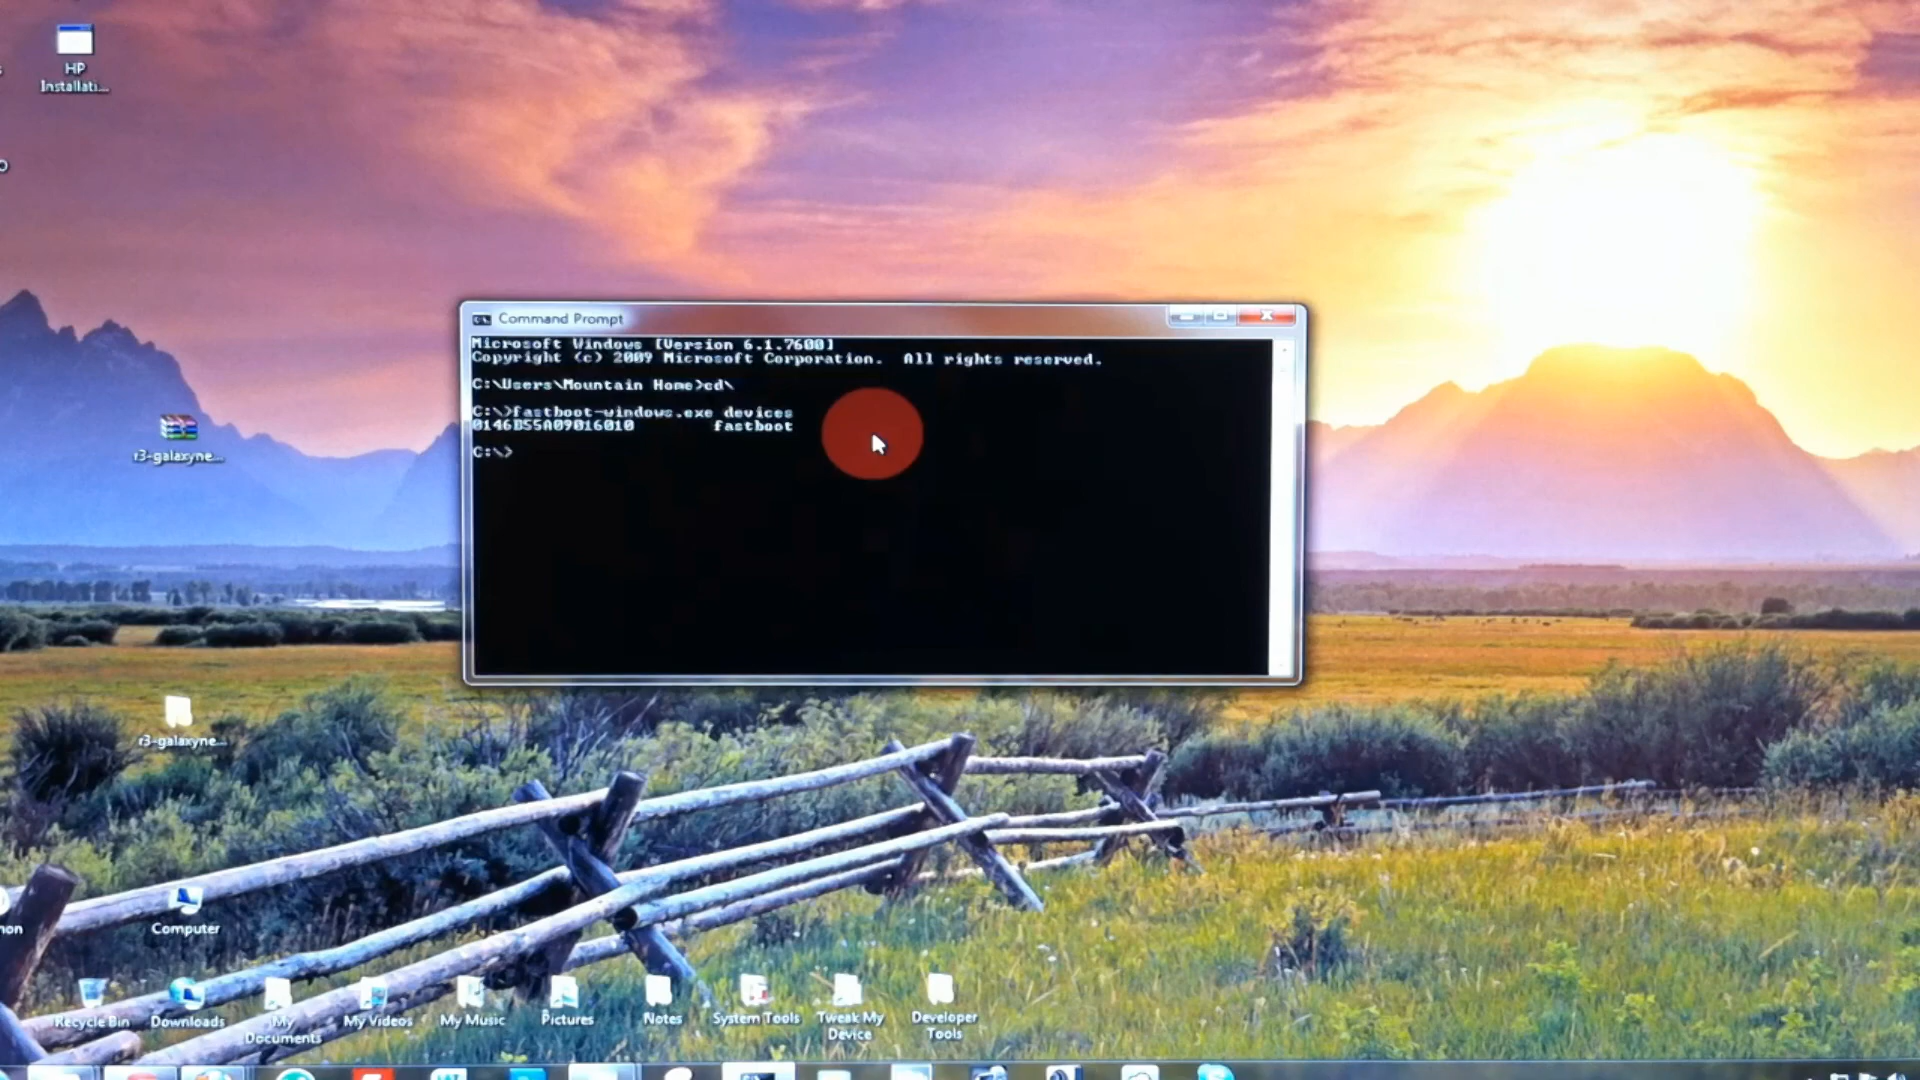 HP
Installati...
r3-galaxyne...
Command Prompt
Microsoft Windows [Version 6.1.7600]
Copyright (c) 2009 Microsoft Corporation. All rights reserved.
C:\Users\Mountain Home>cd\
C:\>fastboot-windows.exe devices
0146B55A09016010 fastboot
C:\>
r3-galaxyne...
Computer
Recycle Bin
Downloads
My
Documents
My Videos
My Music
Pictures
Notes
System Tools
Tweak My
Device
Developer
Tools